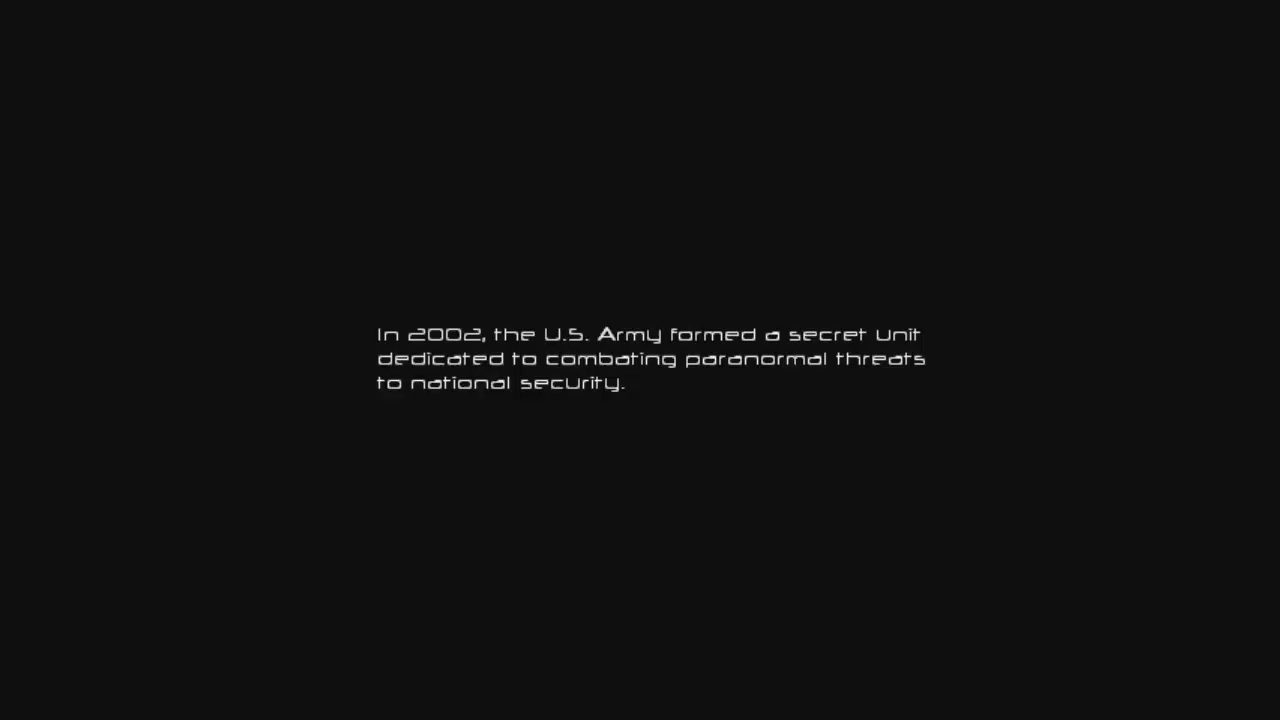 In 2002, the U.S. Army formed a secret unit
dedicated to combating paranormal threats
to national security.